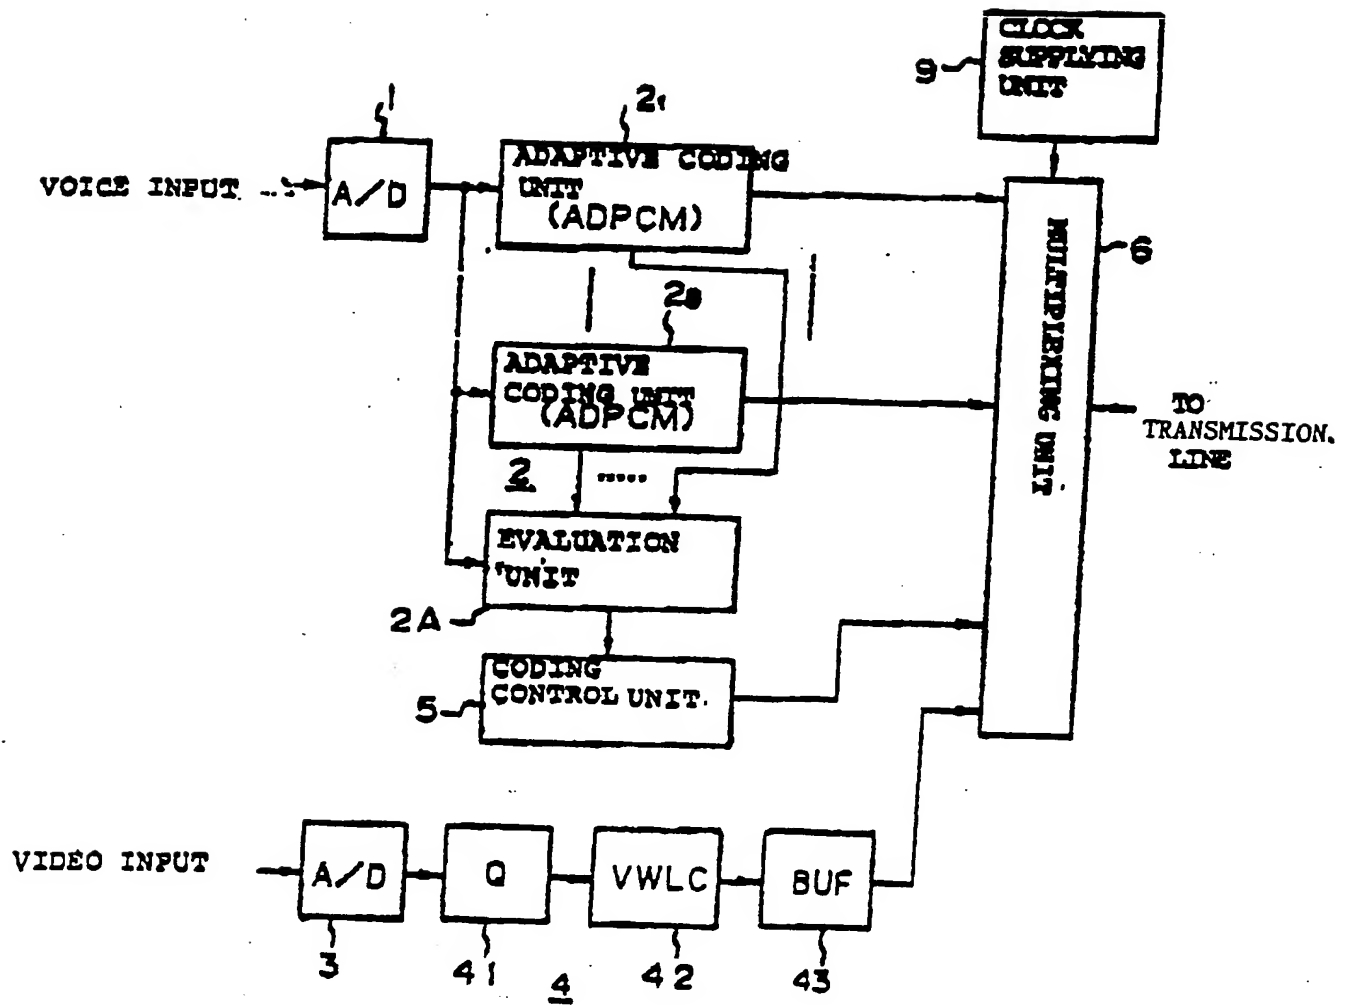 CLOCK
SUPPLYING
UNIT
9
1
2₁
VOICE INPUT
A/D
ADAPTIVE CODING
UNIT
(ADPCM)
MULTIPLEXING UNIT
6
ADAPTIVE
CODING UNIT
(ADPCM)
TO
TRANSMISSION.
LINE
2
EVALUATION
UNIT
2A
CODING
CONTROL UNIT.
5
VIDEO INPUT
A/D
Q
VWLC
BUF
3
41
42
43
4